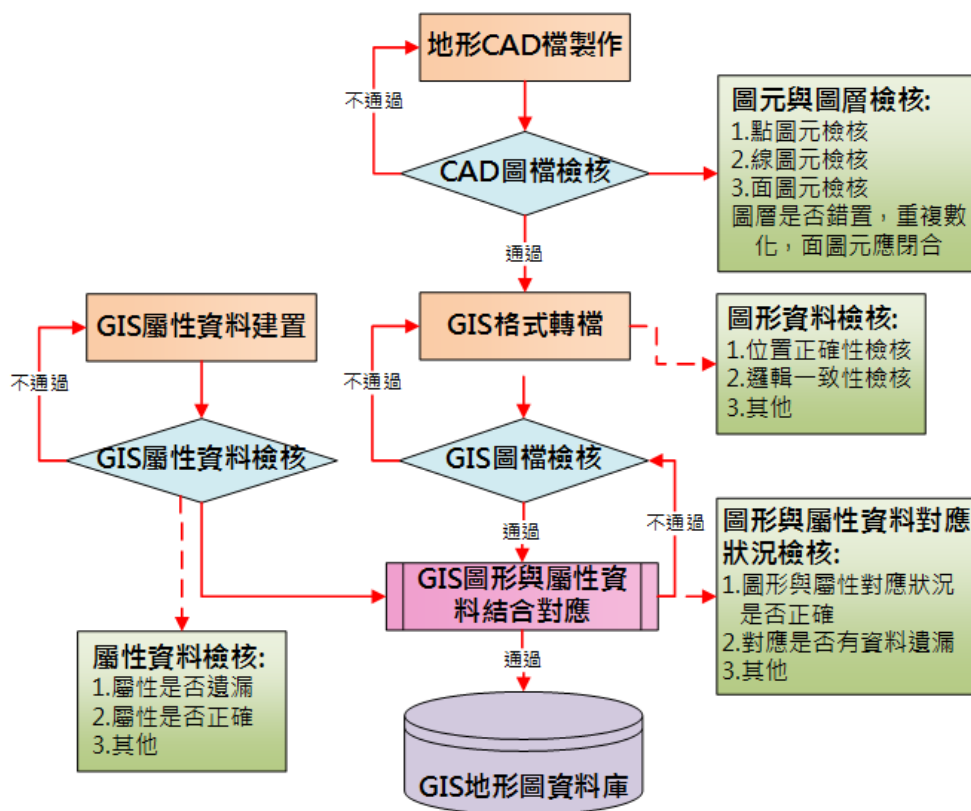 地形CAD檔製作
不通過
CAD圖檔檢核
圖元與圖層檢核:
1.點圖元檢核
2.線圖元檢核
3.面圖元檢核
圖層是否錯置，重複數
化，面圖元應閉合
通過
GIS屬性資料建置
GIS格式轉檔
圖形資料檢核:
1.位置正確性檢核
2.邏輯一致性檢核
3.其他
不通過
不通過
GIS屬性資料檢核
GIS圖檔檢核
通過
不通過
圖形與屬性資料對應
狀況檢核:
1.圖形與屬性對應狀況
是否正確
2.對應是否有資料遺漏
3.其他
GIS圖形與屬性資
料結合對應
屬性資料檢核:
1.屬性是否遺漏
2.屬性是否正確
3.其他
通過
GIS地形圖資料庫